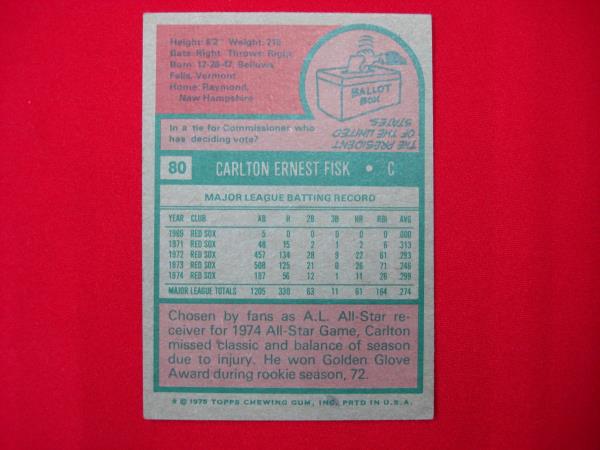 Height: 6'2 Weight: 210
Bats: Right Throws: Right
Born: 12-26-47, Bellows
Falls, Vermont
Home: Raymond,
New Hampshire
BALLOT
BOX
In a tie for Commissioner who
has deciding vote?
THE PRESIDENT
OF THE UNITED
STATES.
80 CARLTON ERNEST FISK • C
MAJOR LEAGUE BATTING RECORD
YEAR CLUB AB H 2B 3B HR RBI AVG
1969 RED SOX 5 0 0 0 0 0 .000
1971 RED SOX 48 15 2 1 2 6 .313
1972 RED SOX 457 134 28 9 22 61 .293
1973 RED SOX 508 125 21 0 26 71 .246
1974 RED SOX 187 56 12 1 11 26 .299
MAJOR LEAGUE TOTALS 1205 330 63 11 61 164 .274
Chosen by fans as A.L. All-Star re-
ceiver for 1974 All-Star Game, Carlton
missed classic and balance of season
due to injury. He won Golden Glove
Award during rookie season, 72.
* © 1975 TOPPS CHEWING GUM, INC. PRTD IN U.S.A.